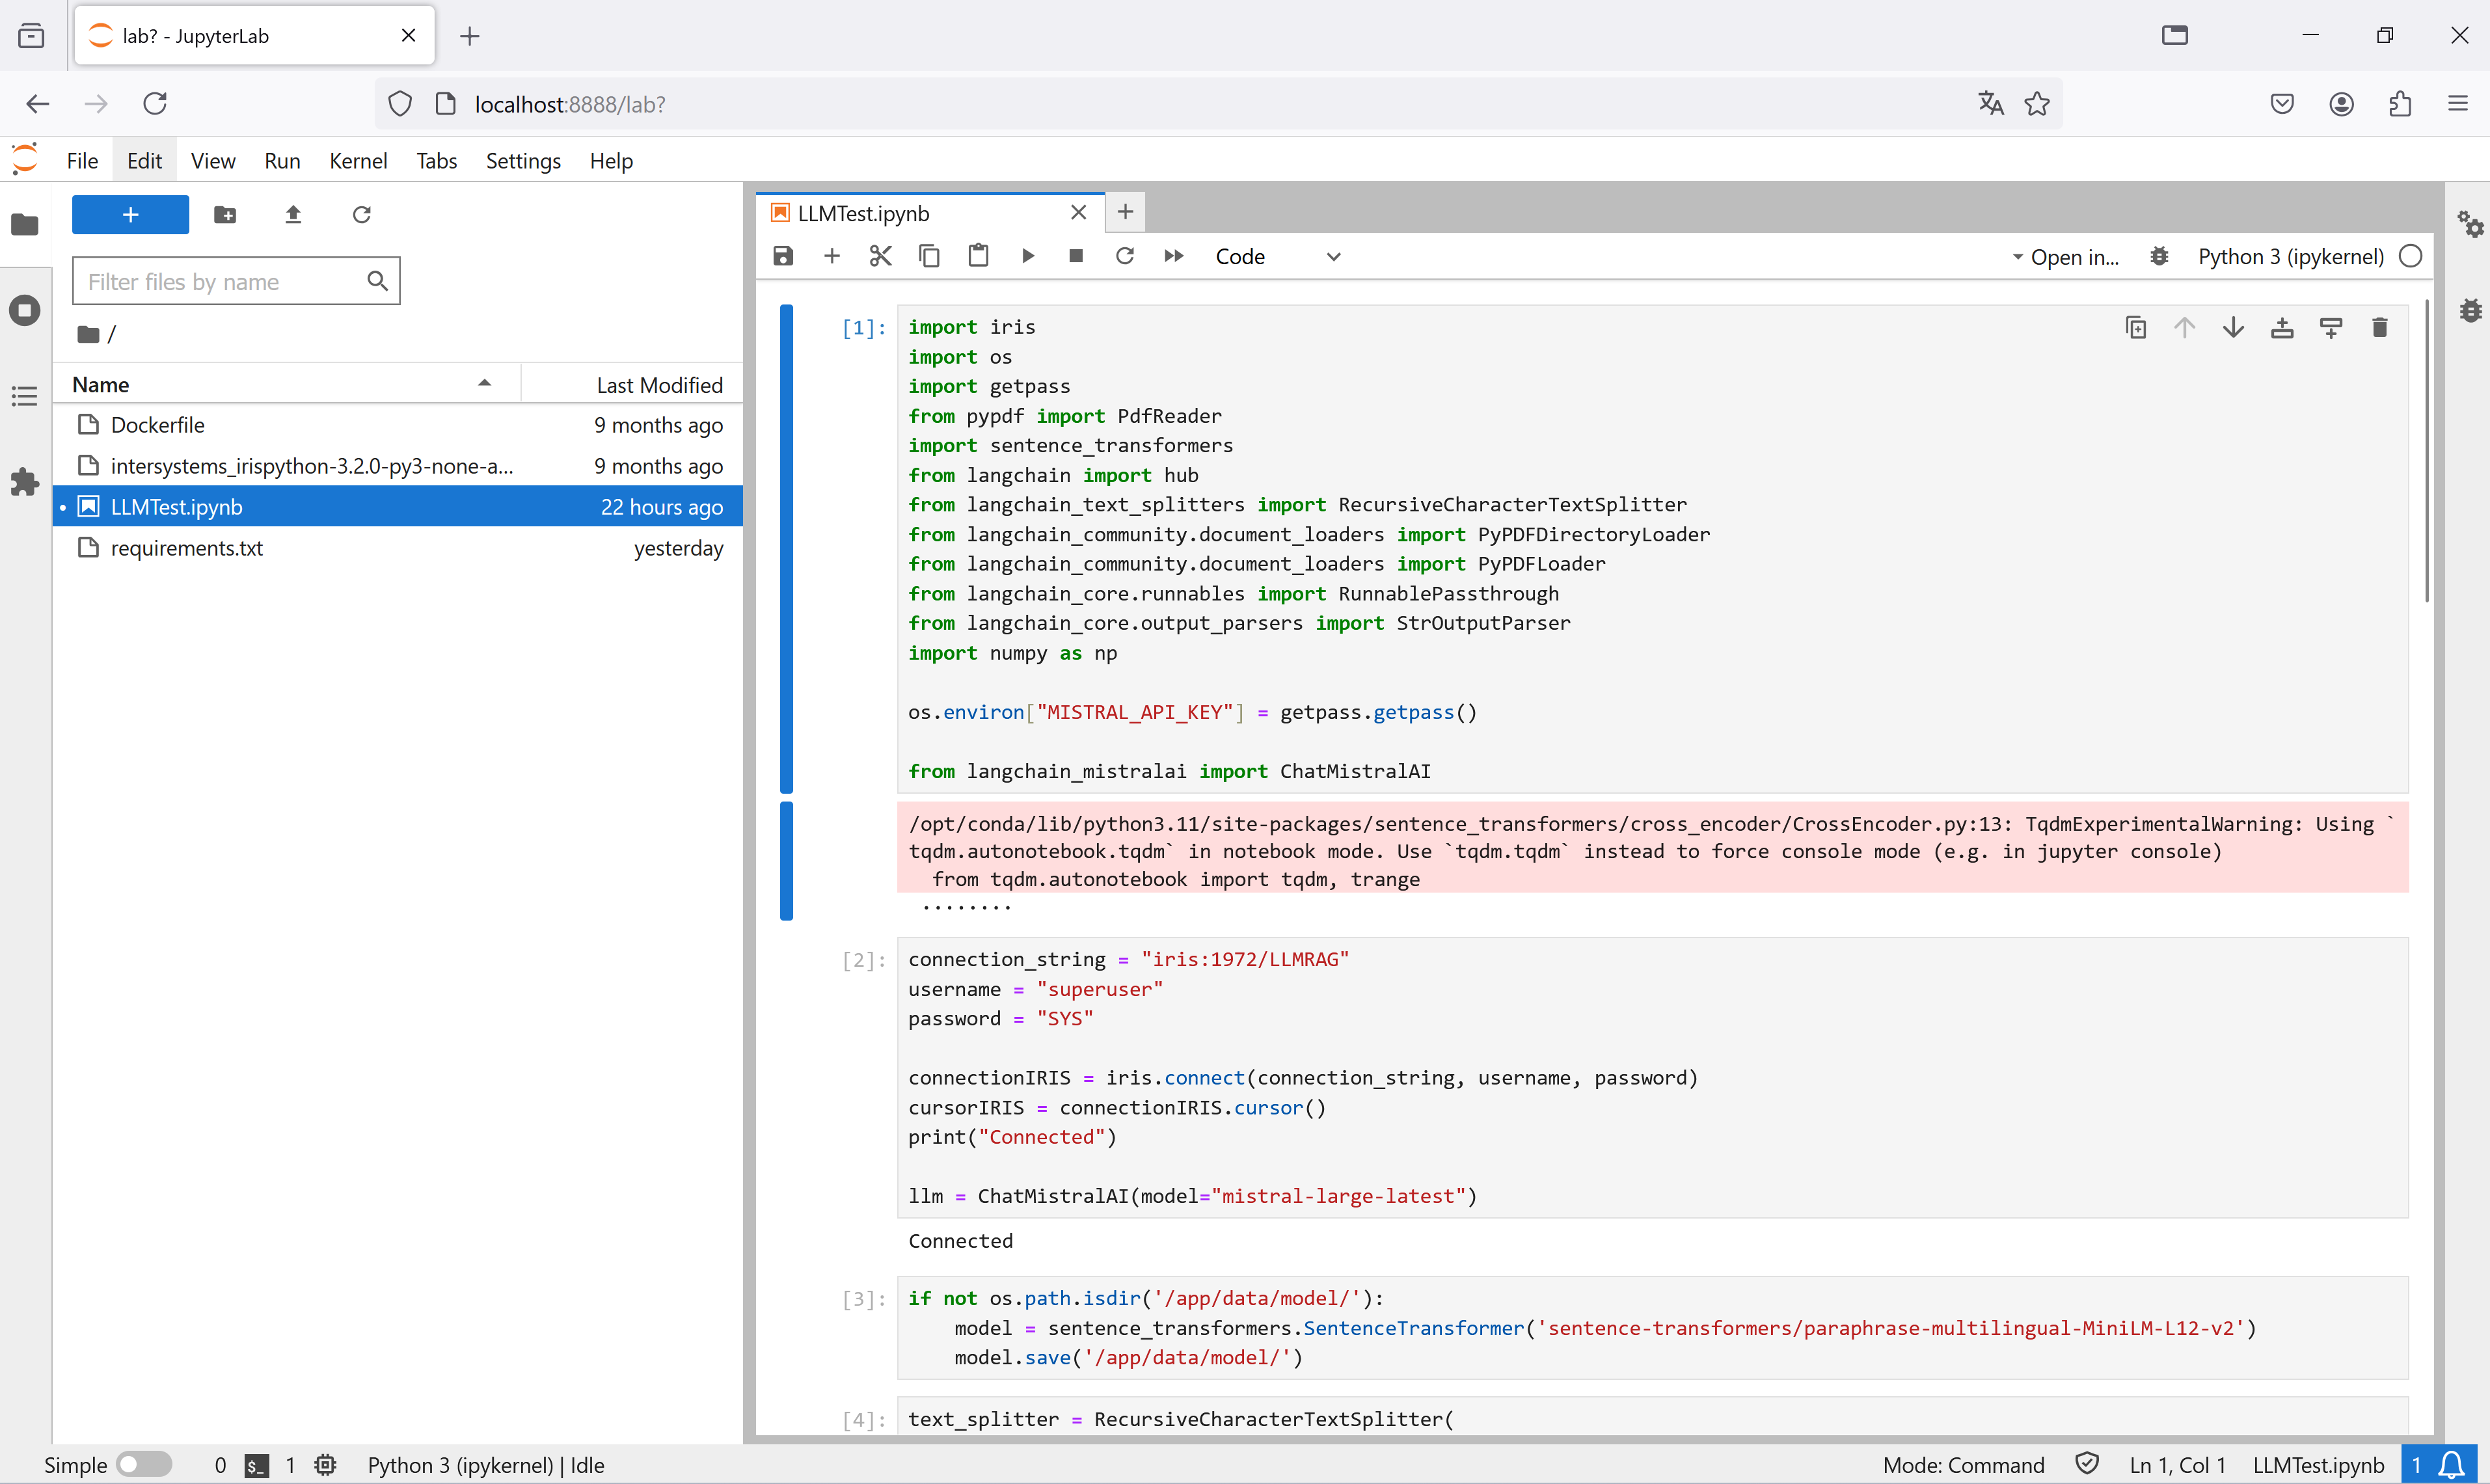 lab? - JupyterLab
localhost:8888/lab?
File Edit View Run Kernel Tabs Settings Help
Filter files by name
/
Name Last Modified
Dockerfile 9 months ago
intersystems_irispython-3.2.0-py3-none-a... 9 months ago
LLMTest.ipynb 22 hours ago
requirements.txt yesterday
LLMTest.ipynb
Code Open in... Python 3 (ipykernel)
[1]: import iris
import os
import getpass
from pypdf import PdfReader
import sentence_transformers
from langchain import hub
from langchain_text_splitters import RecursiveCharacterTextSplitter
from langchain_community.document_loaders import PyPDFDirectoryLoader
from langchain_community.document_loaders import PyPDFLoader
from langchain_core.runnables import RunnablePassthrough
from langchain_core.output_parsers import StrOutputParser
import numpy as np
os.environ["MISTRAL_API_KEY"] = getpass.getpass()
from langchain_mistralai import ChatMistralAI
/opt/conda/lib/python3.11/site-packages/sentence_transformers/cross_encoder/CrossEncoder.py:13: TqdmExperimentalWarning: Using `
tqdm.autonotebook.tqdm` in notebook mode. Use `tqdm.tqdm` instead to force console mode (e.g. in jupyter console)
from tqdm.autonotebook import tqdm, trange
········
[2]: connection_string = "iris:1972/LLMRAG"
username = "superuser"
password = "SYS"
connectionIRIS = iris.connect(connection_string, username, password)
cursorIRIS = connectionIRIS.cursor()
print("Connected")
llm = ChatMistralAI(model="mistral-large-latest")
Connected
[3]: if not os.path.isdir('/app/data/model/'):
model = sentence_transformers.SentenceTransformer('sentence-transformers/paraphrase-multilingual-MiniLM-L12-v2')
model.save('/app/data/model/')
[4]: text_splitter = RecursiveCharacterTextSplitter(
Simple 0 $_ 1 Python 3 (ipykernel) | Idle Mode: Command Ln 1, Col 1 LLMTest.ipynb 1